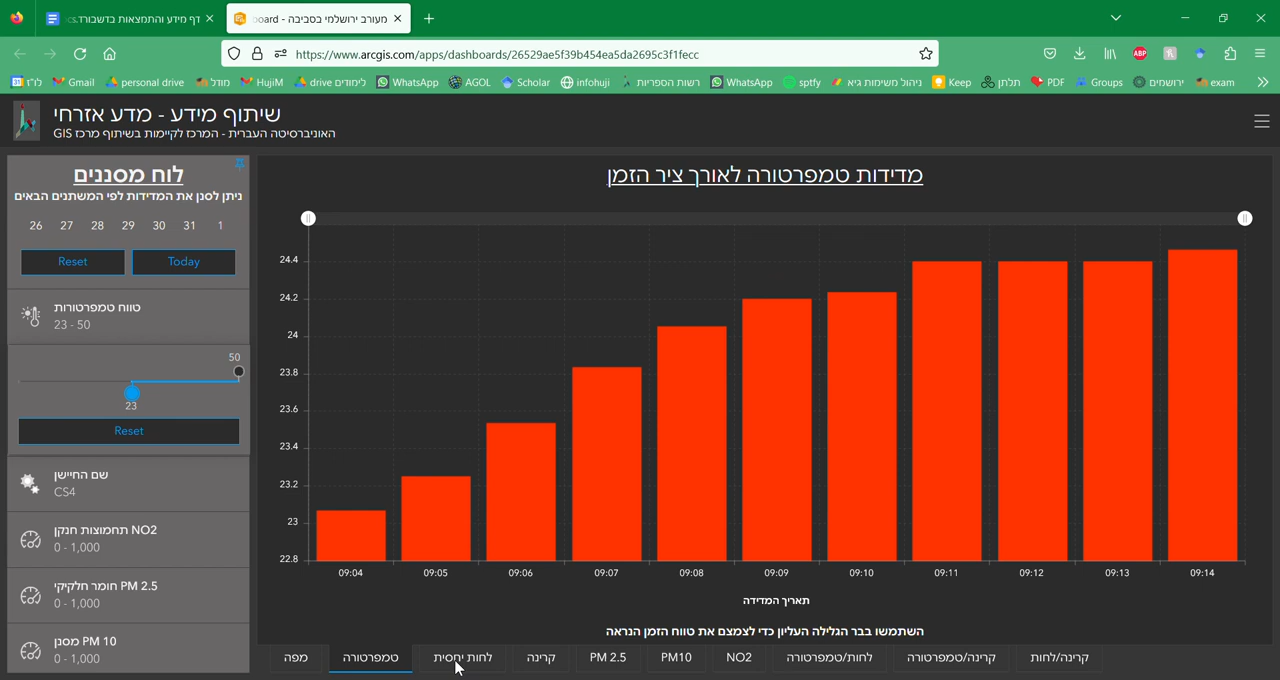 דף מידע והתמצאות בדשבורד.cs
מעורב ירושלמי בסביבה - board
https://www.arcgis.com/apps/dashboards/26529ae5f39b454ea5da2695c3f1fecc
לו"ז
Gmail
personal drive
מודל
HujiM
לימודים drive
WhatsApp
AGOL
Scholar
infohuji
רשות הספריות
WhatsApp
sptfy
ניהול משימות גיא
Keep
תלתן
PDF
Groups
ירושמים
exam
שיתוף מידע - מדע אזרחי
האוניברסיטה העברית - המרכז לקיימות בשיתוף מרכז GIS
לוח מסננים
ניתן לסנן את המדידות לפי המשתנים הבאים
26 27 28 29 30 31 1
Reset Today
טווח טמפרטורות
23 - 50
50
23
Reset
שם החיישן
CS4
NO2 תחמוצות חנקן
0 - 1,000
PM 2.5 חומר חלקיקי
0 - 1,000
PM 10 מסנן
0 - 1,000
מדידות טמפרטורה לאורך ציר הזמן
24.4
24.2
24
23.8
23.6
23.4
23.2
23
22.8
09:04 09:05 09:06 09:07 09:08 09:09 09:10 09:11 09:12 09:13 09:14
תאריך המדידה
השתמשו בבר הגלילה העליון כדי לצמצם את טווח הזמן הנראה
מפה
טמפרטורה
לחות יחסית
קרינה
PM 2.5
PM10
NO2
לחות/טמפרטורה
קרינה/טמפרטורה
קרינה/לחות
ABP